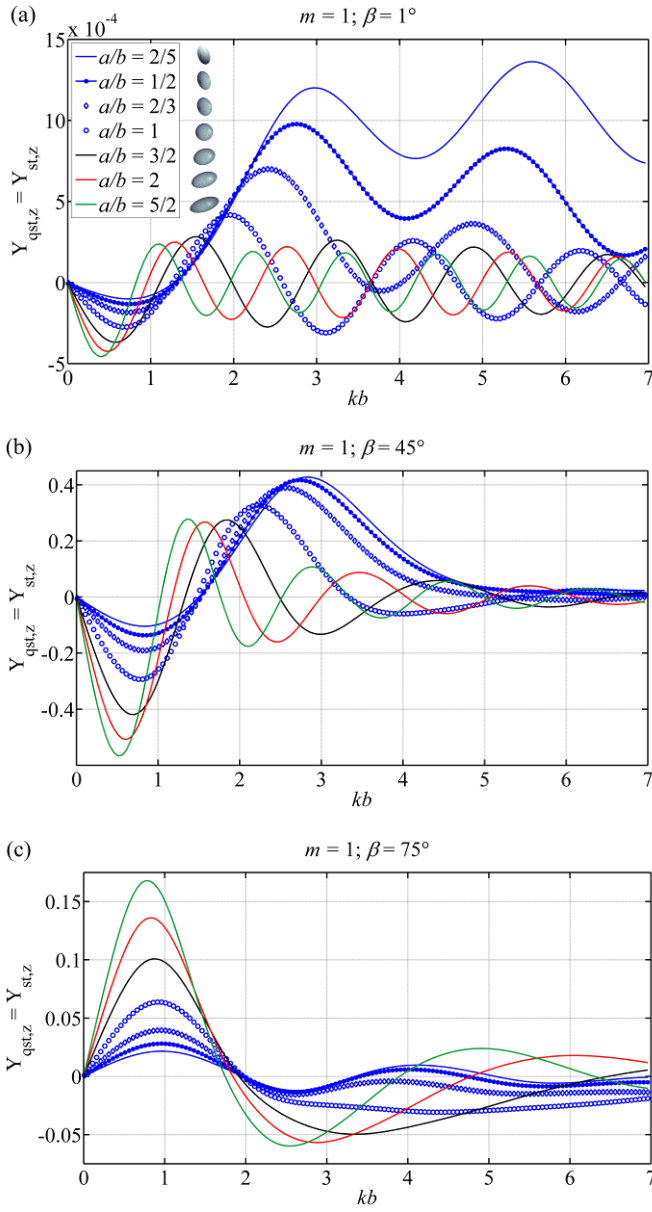 (a) m = 1; β = 1°
x 10⁻⁴
15
10
5
0
-5
Y_qst,z = Y_st,z
a/b = 2/5
a/b = 1/2
a/b = 2/3
a/b = 1
a/b = 3/2
a/b = 2
a/b = 5/2
0 1 2 3 4 5 6 7
kb
(b) m = 1; β = 45°
0.4
0.2
0
-0.2
-0.4
Y_qst,z = Y_st,z
0 1 2 3 4 5 6 7
kb
(c) m = 1; β = 75°
0.15
0.1
0.05
0
-0.05
Y_qst,z = Y_st,z
0 1 2 3 4 5 6 7
kb